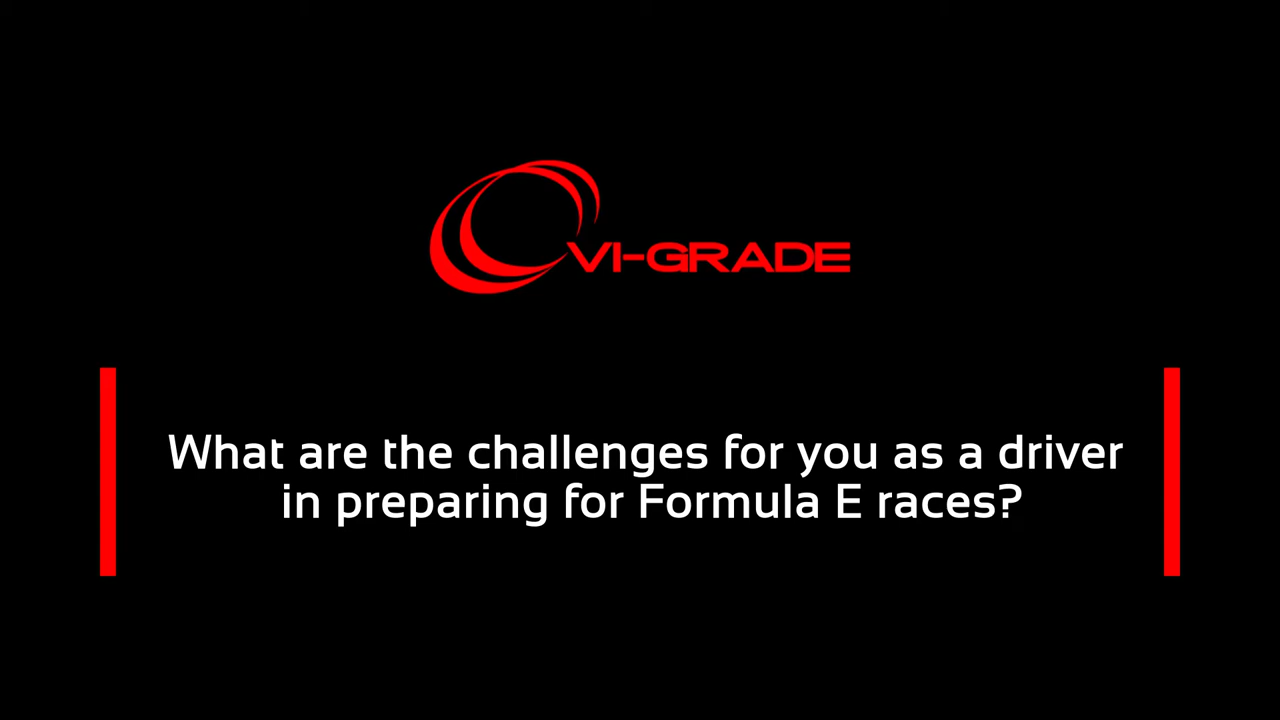 VI-GRADE
What are the challenges for you as a driver
in preparing for Formula E races?